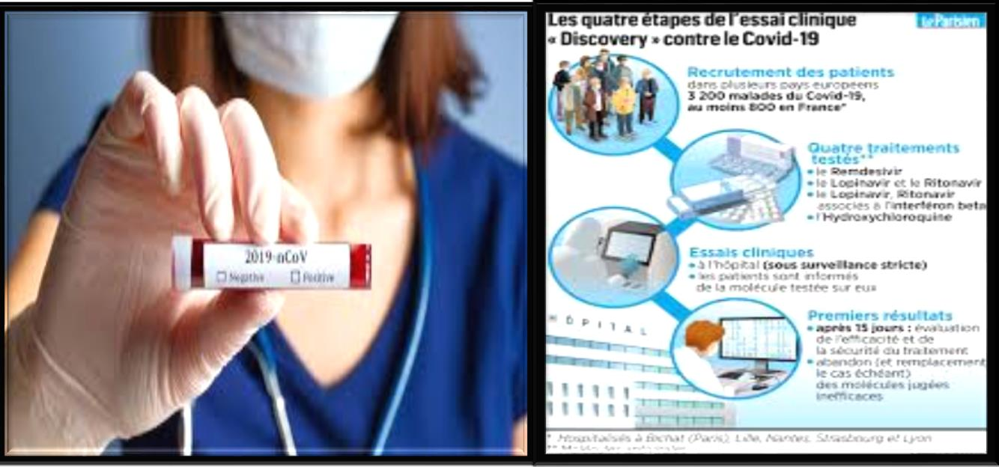 2019-nCoV
☐ Negative ☐ Positive
Les quatre étapes de l'essai clinique
« Discovery » contre le Covid-19
Le Parisien
Recrutement des patients
dans plusieurs pays européens
3 200 malades du Covid-19,
au moins 800 en France*
Quatre traitements
testés**
• le Remdesivir
• le Lopinavir et le Ritonavir
• le Lopinavir, Ritonavir
associés à l'interféron beta
• l'Hydroxychloroquine
Essais cliniques
• à l'hôpital (sous surveillance stricte)
• les patients sont informés
de la molécule testée sur eux
HÔPITAL
Premiers résultats
• après 15 jours : évaluation
de l'efficacité et de
la sécurité du traitement
• abandon (et remplacement
le cas échéant)
des molécules jugées
inefficaces
* Hospitalisés à Bichat (Paris), Lille, Nantes, Strasbourg et Lyon